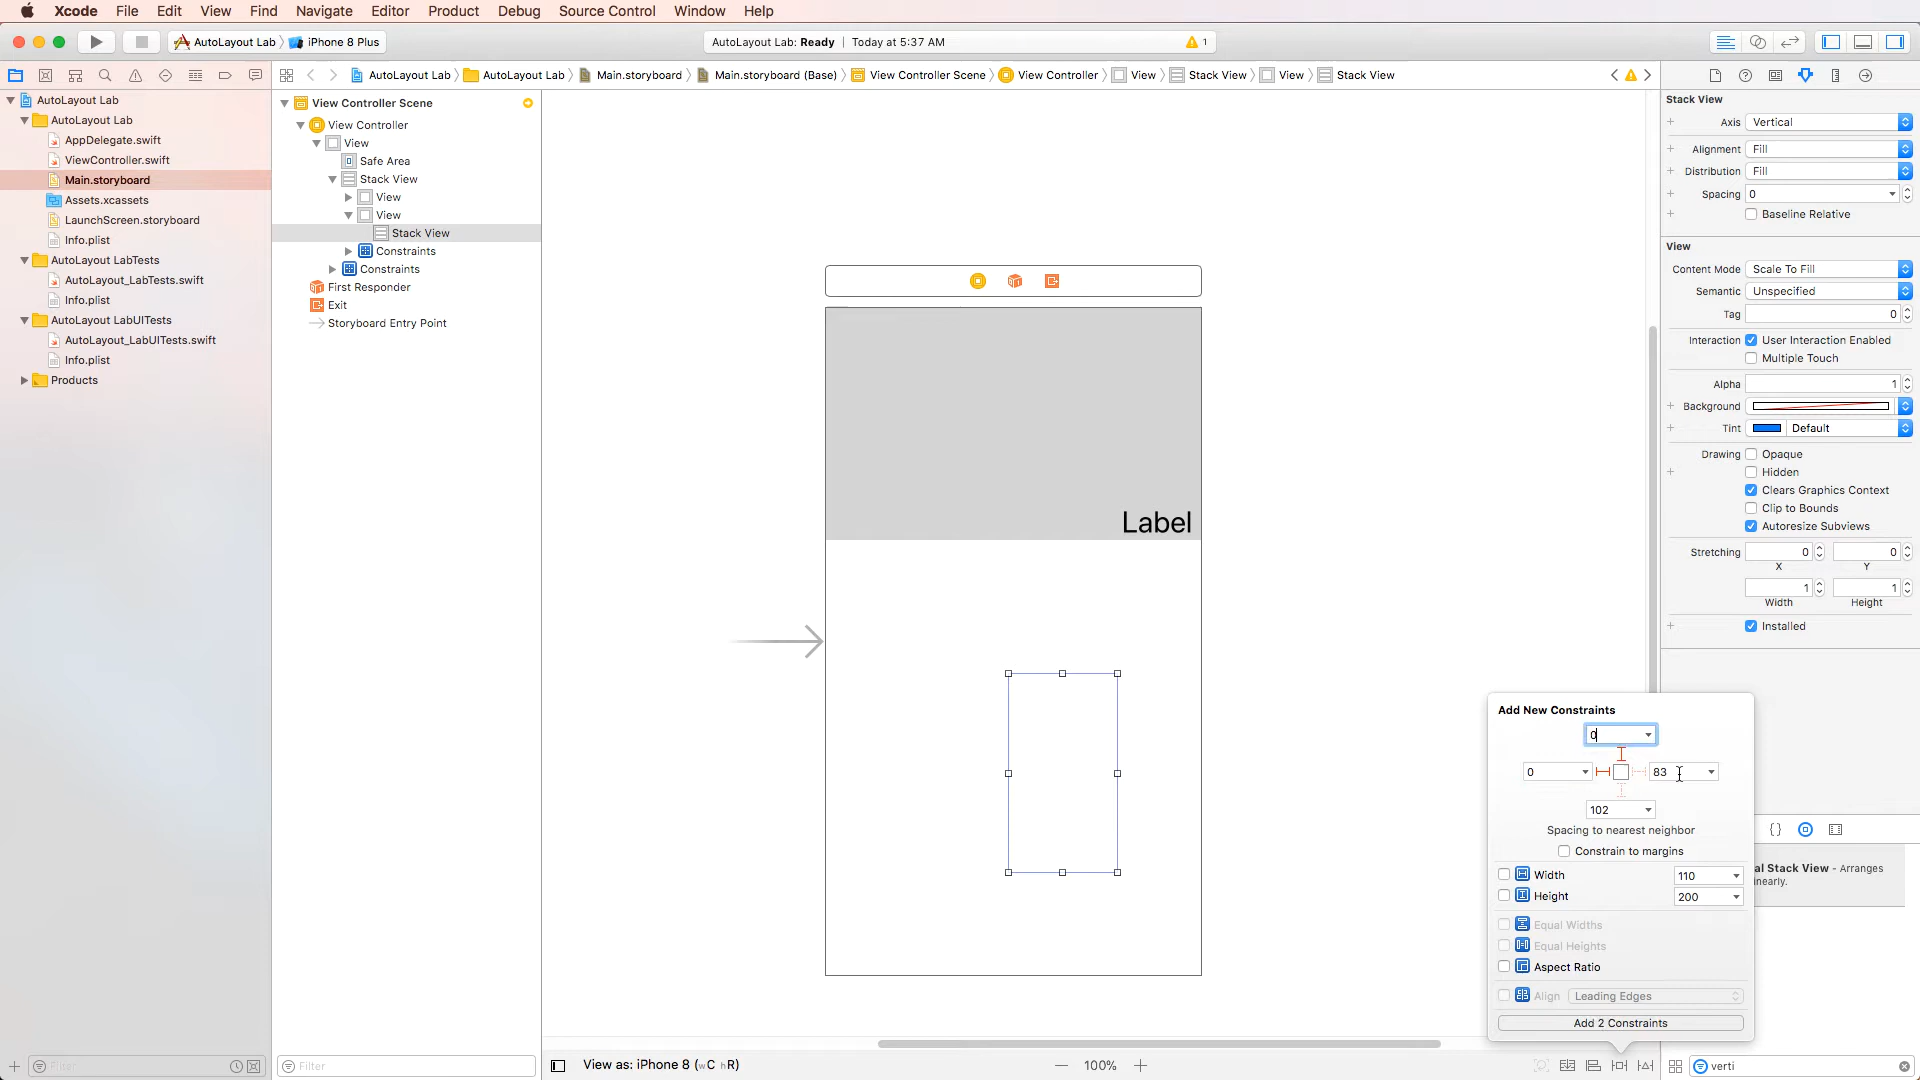 Xcode File Edit View Find Navigate Editor Product Debug Source Control Window Help
AutoLayout Lab iPhone 8 Plus
AutoLayout Lab: Ready Today at 5:37 AM 1
AutoLayout Lab AutoLayout Lab Main.storyboard Main.storyboard (Base) View Controller Scene View Controller View Stack View View Stack View
AutoLayout Lab
AutoLayout Lab
AppDelegate.swift
ViewController.swift
Main.storyboard
Assets.xcassets
LaunchScreen.storyboard
Info.plist
AutoLayout LabTests
AutoLayout_LabTests.swift
Info.plist
AutoLayout LabUITests
AutoLayout_LabUITests.swift
Info.plist
Products
Filter
View Controller Scene
View Controller
View
Safe Area
Stack View
View
View
Stack View
Constraints
Constraints
First Responder
Exit
Storyboard Entry Point
Filter
Label
View as: iPhone 8 (wC hR)
100%
Stack View
Axis Vertical
Alignment Fill
Distribution Fill
Spacing 0
Baseline Relative
View
Content Mode Scale To Fill
Semantic Unspecified
Tag 0
Interaction User Interaction Enabled
Multiple Touch
Alpha 1
Background
Tint Default
Drawing Opaque
Hidden
Clears Graphics Context
Clip to Bounds
Autoresize Subviews
Stretching 0 0
X Y
1 1
Width Height
Installed
Add New Constraints
0
0 83
102
Spacing to nearest neighbor
Constrain to margins
Width 110
Height 200
Equal Widths
Equal Heights
Aspect Ratio
Align Leading Edges
Add 2 Constraints
al Stack View - Arranges
inearly.
verti